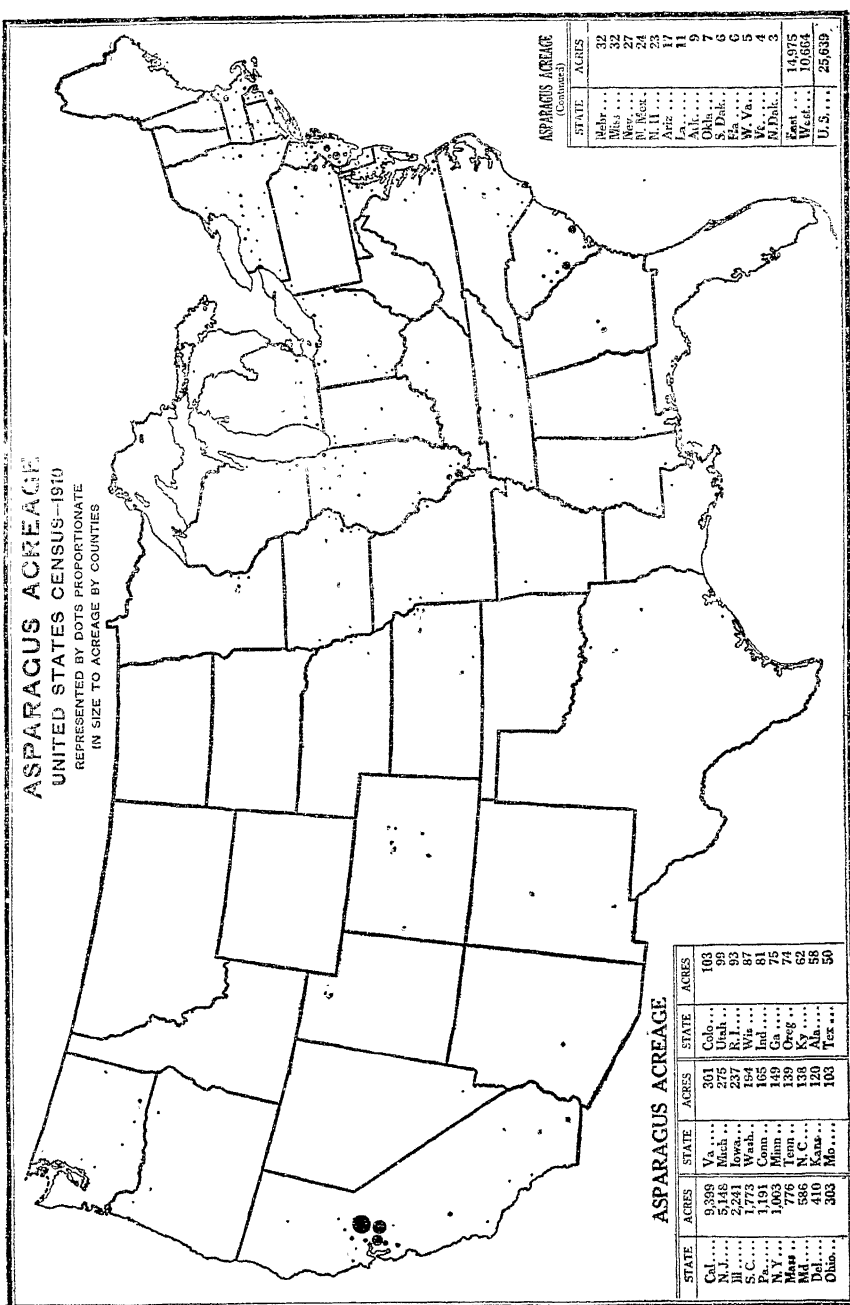 ASPARAGUS ACREAGE
UNITED STATES CENSUS—1910
REPRESENTED BY DOTS PROPORTIONATE
IN SIZE TO ACREAGE BY COUNTIES
ASPARAGUS ACREAGE
STATE ACRES STATE ACRES STATE ACRES
Cal..... 9,399 Va..... 301 Colo... 103
N.J..... 5,148 Mich... 275 Utah.. 99
Ill...... 2,241 Iowa... 237 R.I..... 93
S.C.... 1,773 Wash.. 194 Wis... 87
Pa..... 1,191 Conn.. 165 Ind.... 81
N.Y... 1,003 Minn.. 149 Ga.... 75
Mass.. 776 Tenn... 139 Oreg.. 74
Md.... 586 N.C.... 138 Ky.... 62
Del.... 410 Kans... 120 Ala.... 58
Ohio... 303 Mo..... 103 Tex... 50
ASPARAGUS ACREAGE
(Continued)
STATE ACRES
Nebr... 32
Miss... 32
Nev.... 27
N. Mex. 24
N. H... 23
Ariz... 17
La..... 11
Ark... 9
Okla... 7
S. Dak.. 6
Fla.... 6
W. Va... 5
Vt.... 4
N. Dak. 3
East... 14,975
West... 10,664
U.S.... 25,639